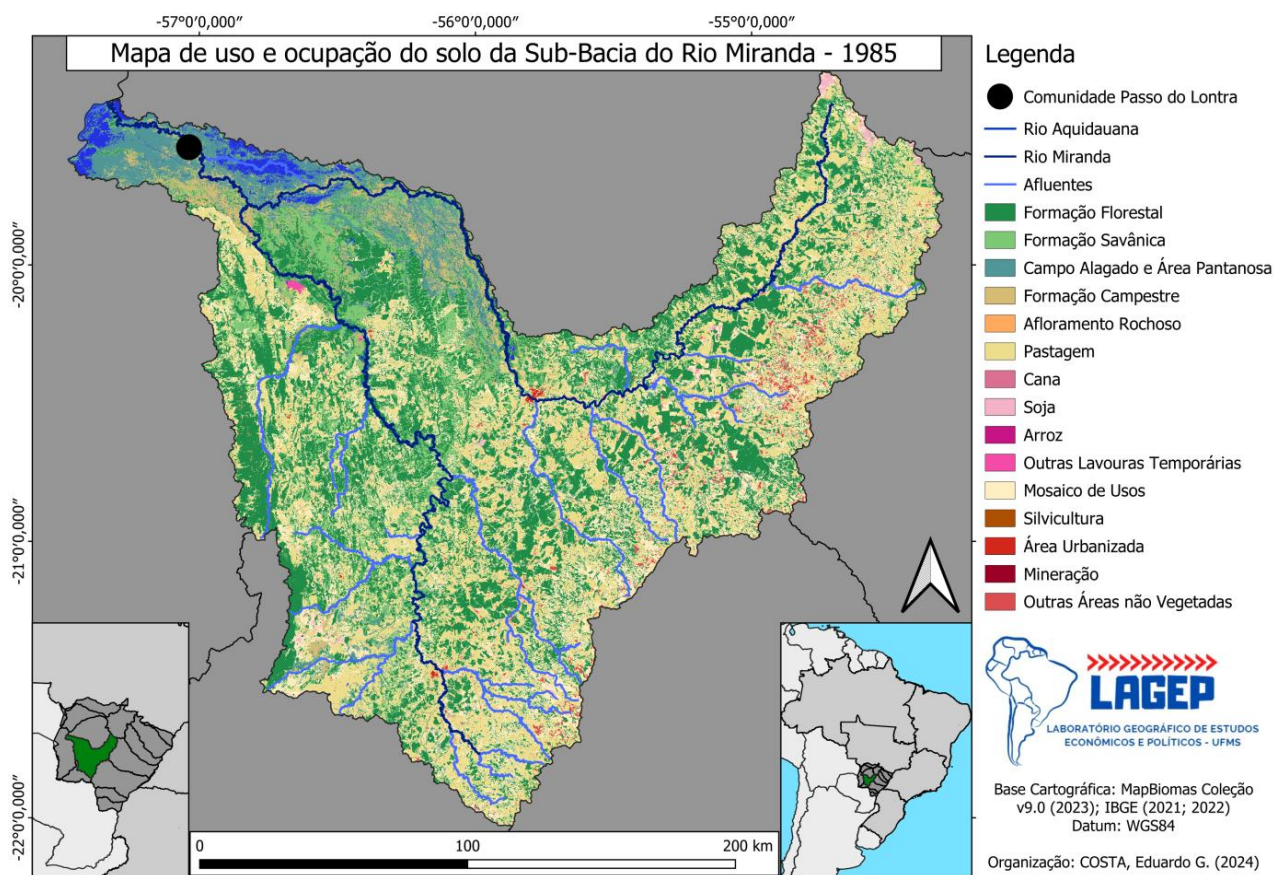 -57°0'0,000″
-56°0'0,000″
-55°0'0,000″
Mapa de uso e ocupação do solo da Sub-Bacia do Rio Miranda - 1985
-20°0'0,000″
-21°0'0,000″
-22°0'0,000″
0
100
200 km
Legenda
Comunidade Passo do Lontra
Rio Aquidauana
Rio Miranda
Afluentes
Formação Florestal
Formação Savânica
Campo Alagado e Área Pantanosa
Formação Campestre
Afloramento Rochoso
Pastagem
Cana
Soja
Arroz
Outras Lavouras Temporárias
Mosaico de Usos
Silvicultura
Área Urbanizada
Mineração
Outras Áreas não Vegetadas
LAGEP
LABORATÓRIO GEOGRÁFICO DE ESTUDOS
ECONÔMICOS E POLÍTICOS - UFMS
Base Cartográfica: MapBiomas Coleção
v9.0 (2023); IBGE (2021; 2022)
Datum: WGS84
Organização: COSTA, Eduardo G. (2024)